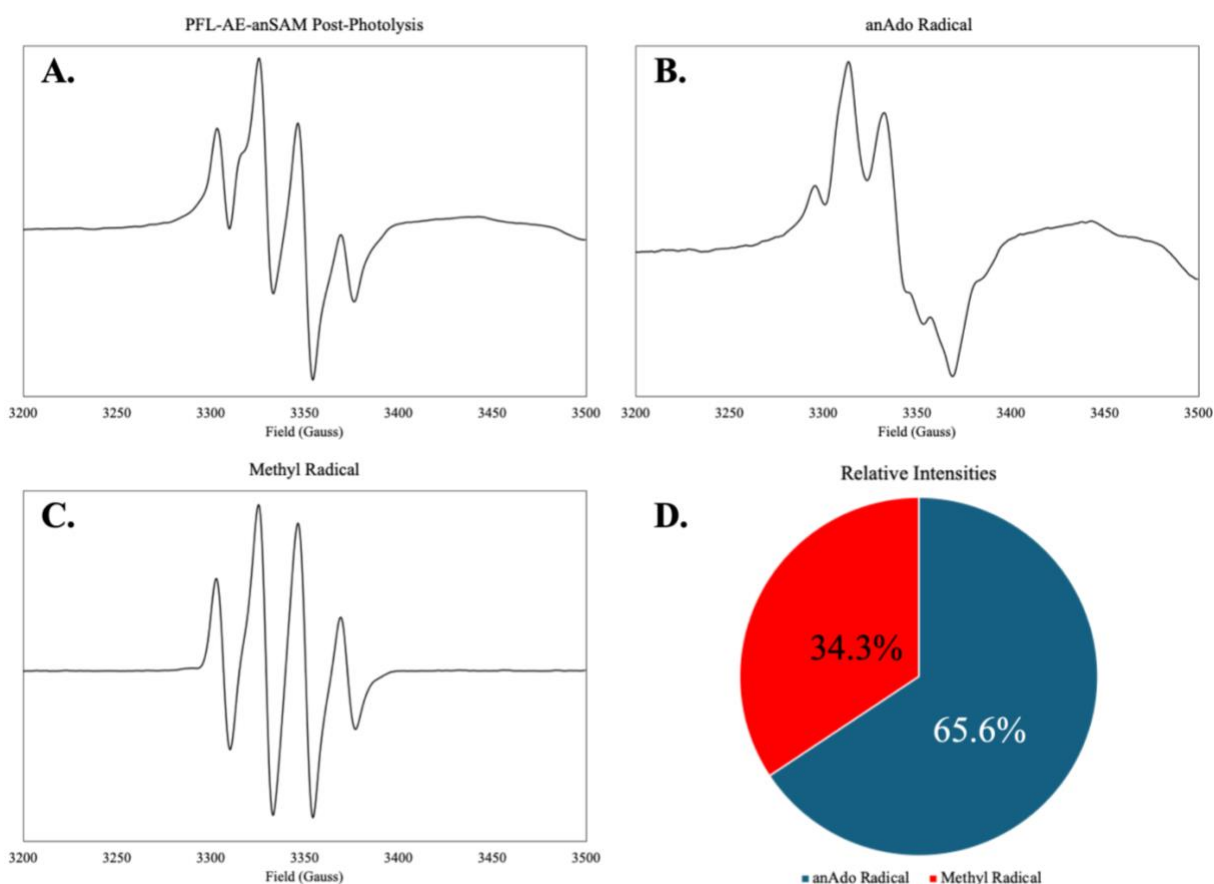 PFL-AE-anSAM Post-Photolysis
A.
3200 3250 3300 3350 3400 3450 3500
Field (Gauss)
anAdo Radical
B.
3200 3250 3300 3350 3400 3450 3500
Field (Gauss)
Methyl Radical
C.
3200 3250 3300 3350 3400 3450 3500
Field (Gauss)
Relative Intensities
D.
34.3%
65.6%
anAdo Radical Methyl Radical